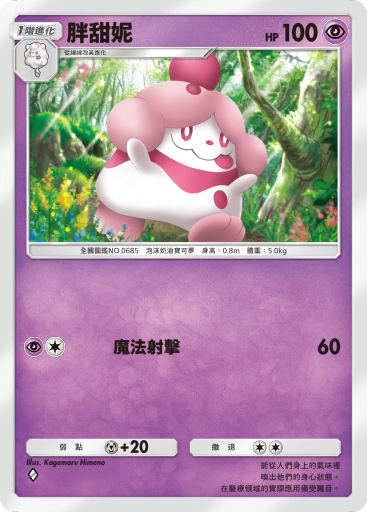 1階進化
胖甜妮
HP 100
從綿綿泡芙進化
全國圖鑑NO.0685 泡沫奶油寶可夢 身高:0.8m 體重:5.0kg
魔法射擊 60
弱點 +20 撤退
Illus. Kagemaru Himeno
能從人們身上的氣味裡
嗅出他們的身心狀態。
在醫療領域的實際應用備受矚目。